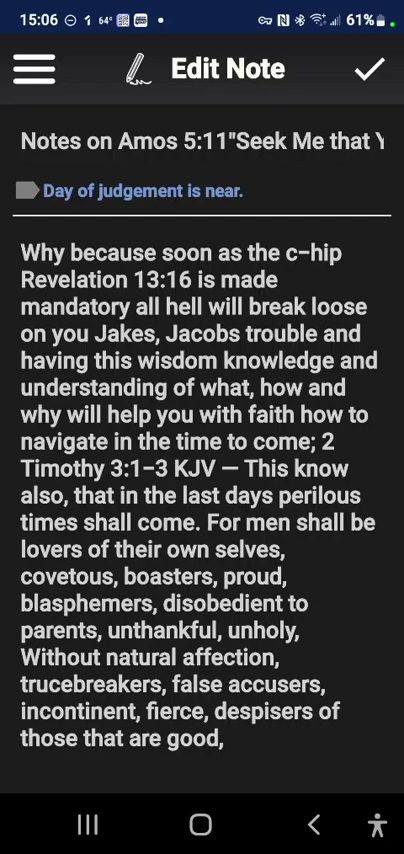 15:06 64° 61%
Edit Note
Notes on Amos 5:11"Seek Me that Y
Day of judgement is near.
Why because soon as the c-hip
Revelation 13:16 is made
mandatory all hell will break loose
on you Jakes, Jacobs trouble and
having this wisdom knowledge and
understanding of what, how and
why will help you with faith how to
navigate in the time to come; 2
Timothy 3:1–3 KJV — This know
also, that in the last days perilous
times shall come. For men shall be
lovers of their own selves,
covetous, boasters, proud,
blasphemers, disobedient to
parents, unthankful, unholy,
Without natural affection,
trucebreakers, false accusers,
incontinent, fierce, despisers of
those that are good,